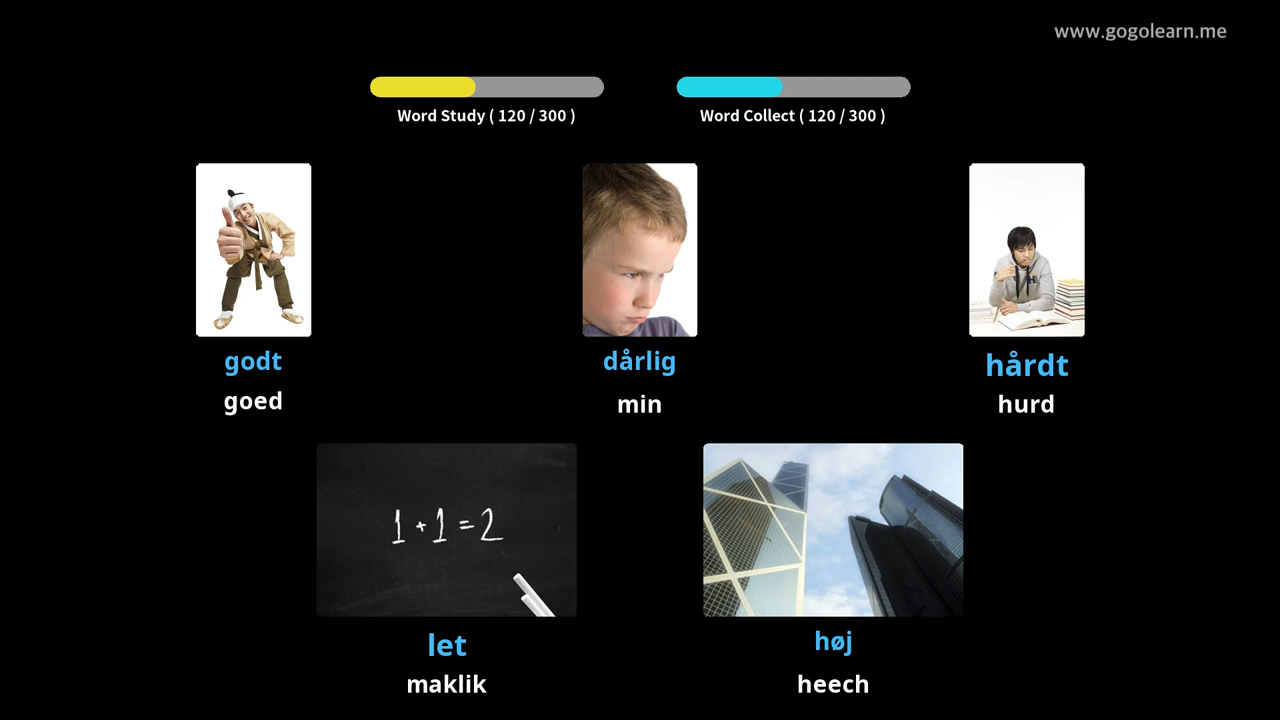 www.gogolearn.me
Word Study ( 120 / 300 )
Word Collect ( 120 / 300 )
godt
goed
dårlig
min
hårdt
hurd
1 + 1 = 2
let
maklik
høj
heech